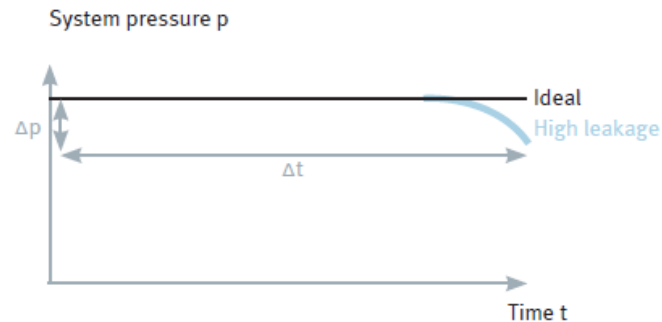 System pressure p
Ideal
Δp
High leakage
Δt
Time t